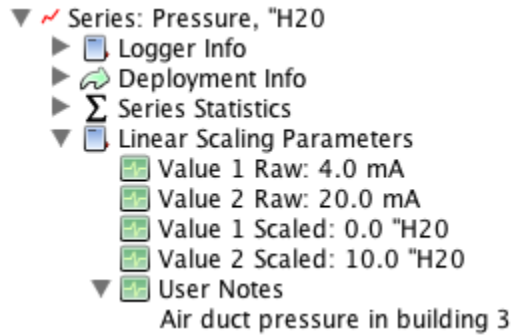 Series: Pressure, "H20
Logger Info
Deployment Info
Σ Series Statistics
Linear Scaling Parameters
Value 1 Raw: 4.0 mA
Value 2 Raw: 20.0 mA
Value 1 Scaled: 0.0 "H20
Value 2 Scaled: 10.0 "H20
User Notes
Air duct pressure in building 3